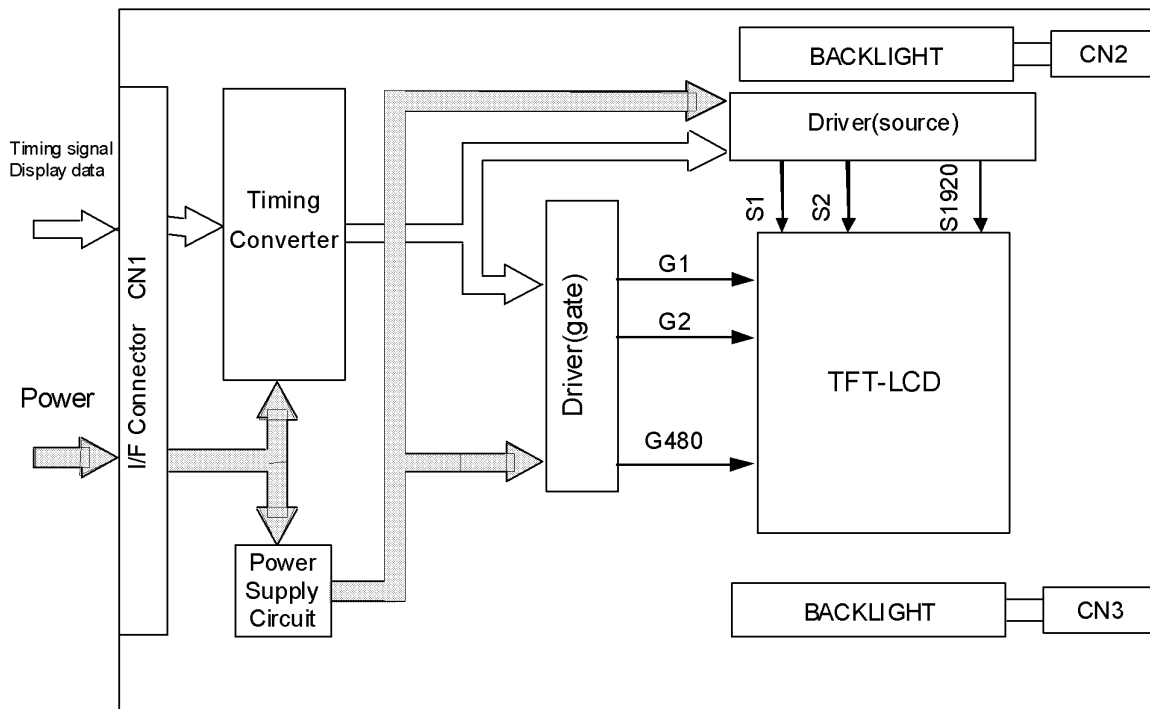 BACKLIGHT
CN2
Driver(source)
Timing signal
Display data
S1
S2
S1920
Timing
Converter
I/F Connector CN1
Driver(gate)
G1
G2
G480
TFT-LCD
Power
Power
Supply
Circuit
BACKLIGHT
CN3